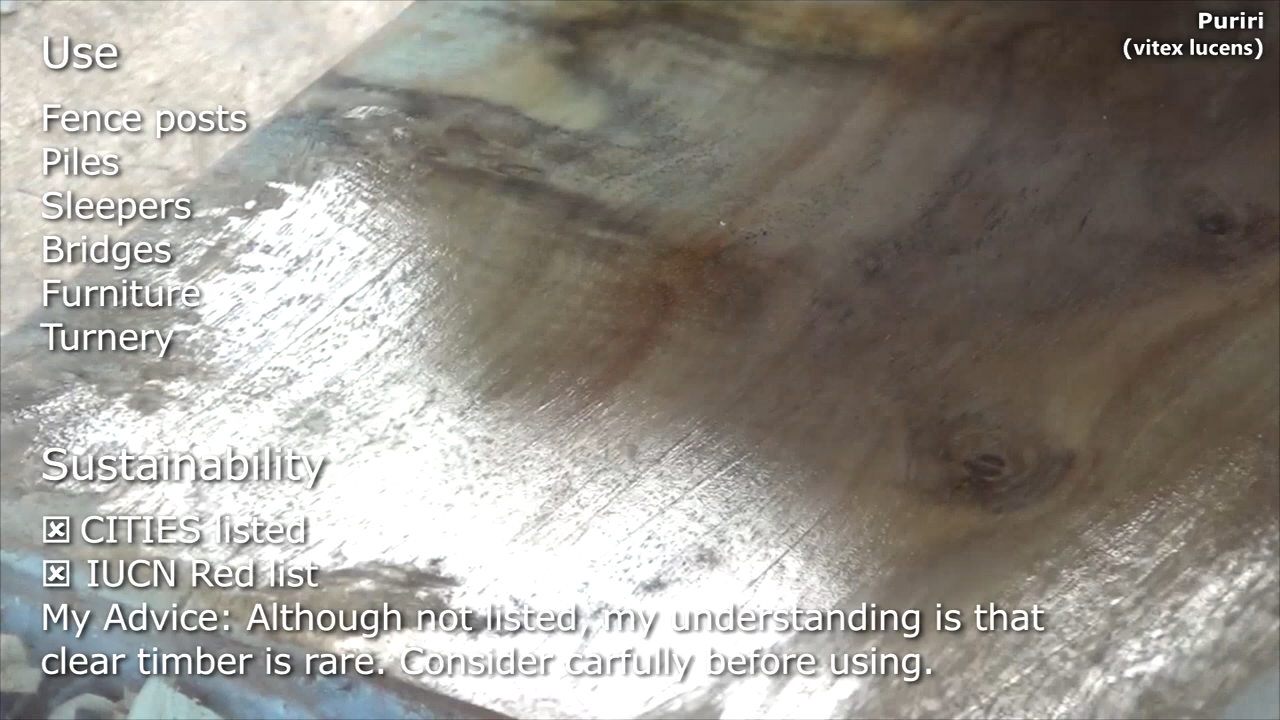 Puriri
(vitex lucens)
Use
Fence posts
Piles
Sleepers
Bridges
Furniture
Turnery
Sustainability
☒ CITIES listed
☒ IUCN Red list
My Advice: Although not listed, my understanding is that
clear timber is rare. Consider carfully before using.